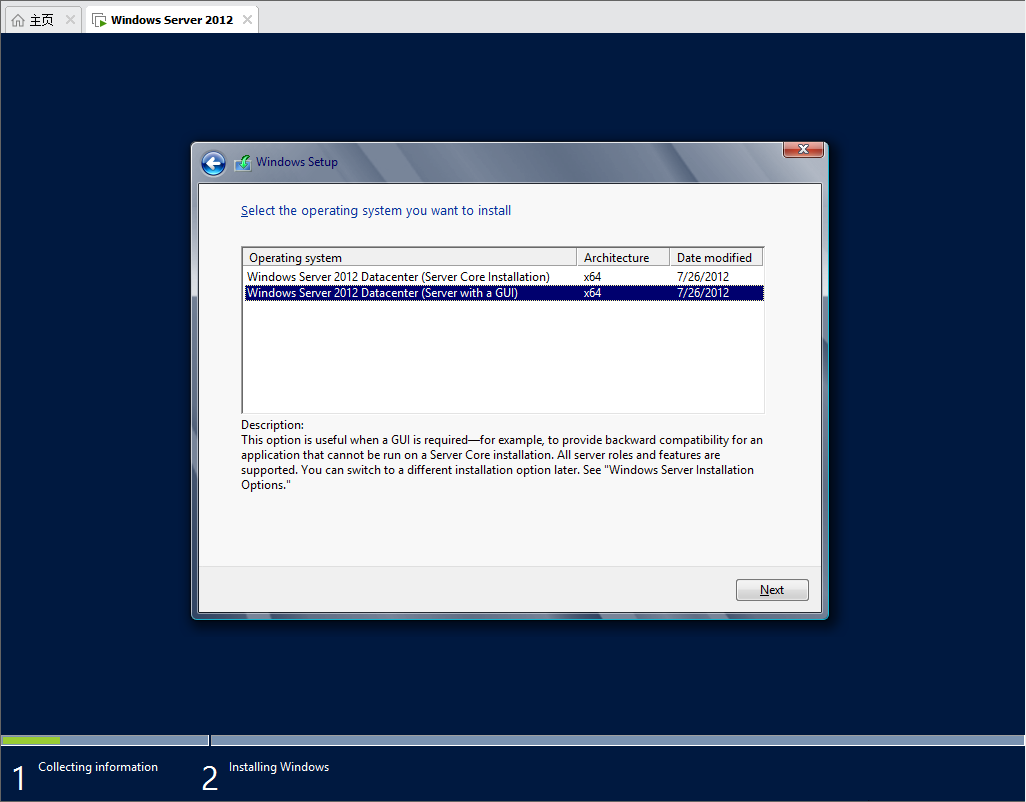 主页
Windows Server 2012
Windows Setup
Select the operating system you want to install
Operating system Architecture Date modified
Windows Server 2012 Datacenter (Server Core Installation) x64 7/26/2012
Windows Server 2012 Datacenter (Server with a GUI) x64 7/26/2012
Description:
This option is useful when a GUI is required—for example, to provide backward compatibility for an
application that cannot be run on a Server Core installation. All server roles and features are
supported. You can switch to a different installation option later. See "Windows Server Installation
Options."
Next
1 Collecting information
2 Installing Windows